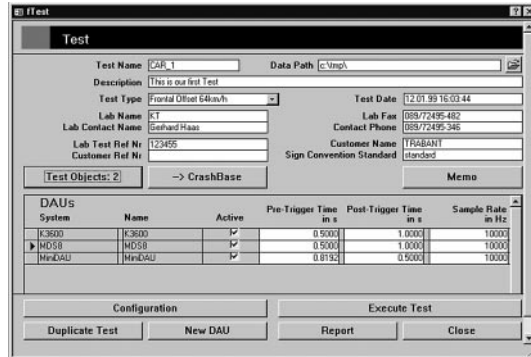 fTest
Test
Test Name CAR_1 Data Path c:\tmp\
Description This is our first Test
Test Type Frontal Offset 64km/h Test Date 12.01.99 16:03:44
Lab Name KT Lab Fax 089/72495-482
Lab Contact Name Gerhard Haas Contact Phone 089/72495-346
Lab Test Ref Nr 123455 Customer Name TRABANT
Customer Ref Nr Sign Convention Standard standard
Test Objects: 2 --> CrashBase Memo
DAUs
System Name Active Pre-Trigger Time in s Post-Trigger Time in s Sample Rate in Hz
K3600 K3600 0.5000 1.0000 10000
MDS8 MDS8 0.5000 1.0000 10000
MiniDAU MiniDAU 0.8192 0.5000 10000
Configuration Execute Test
Duplicate Test New DAU Report Close